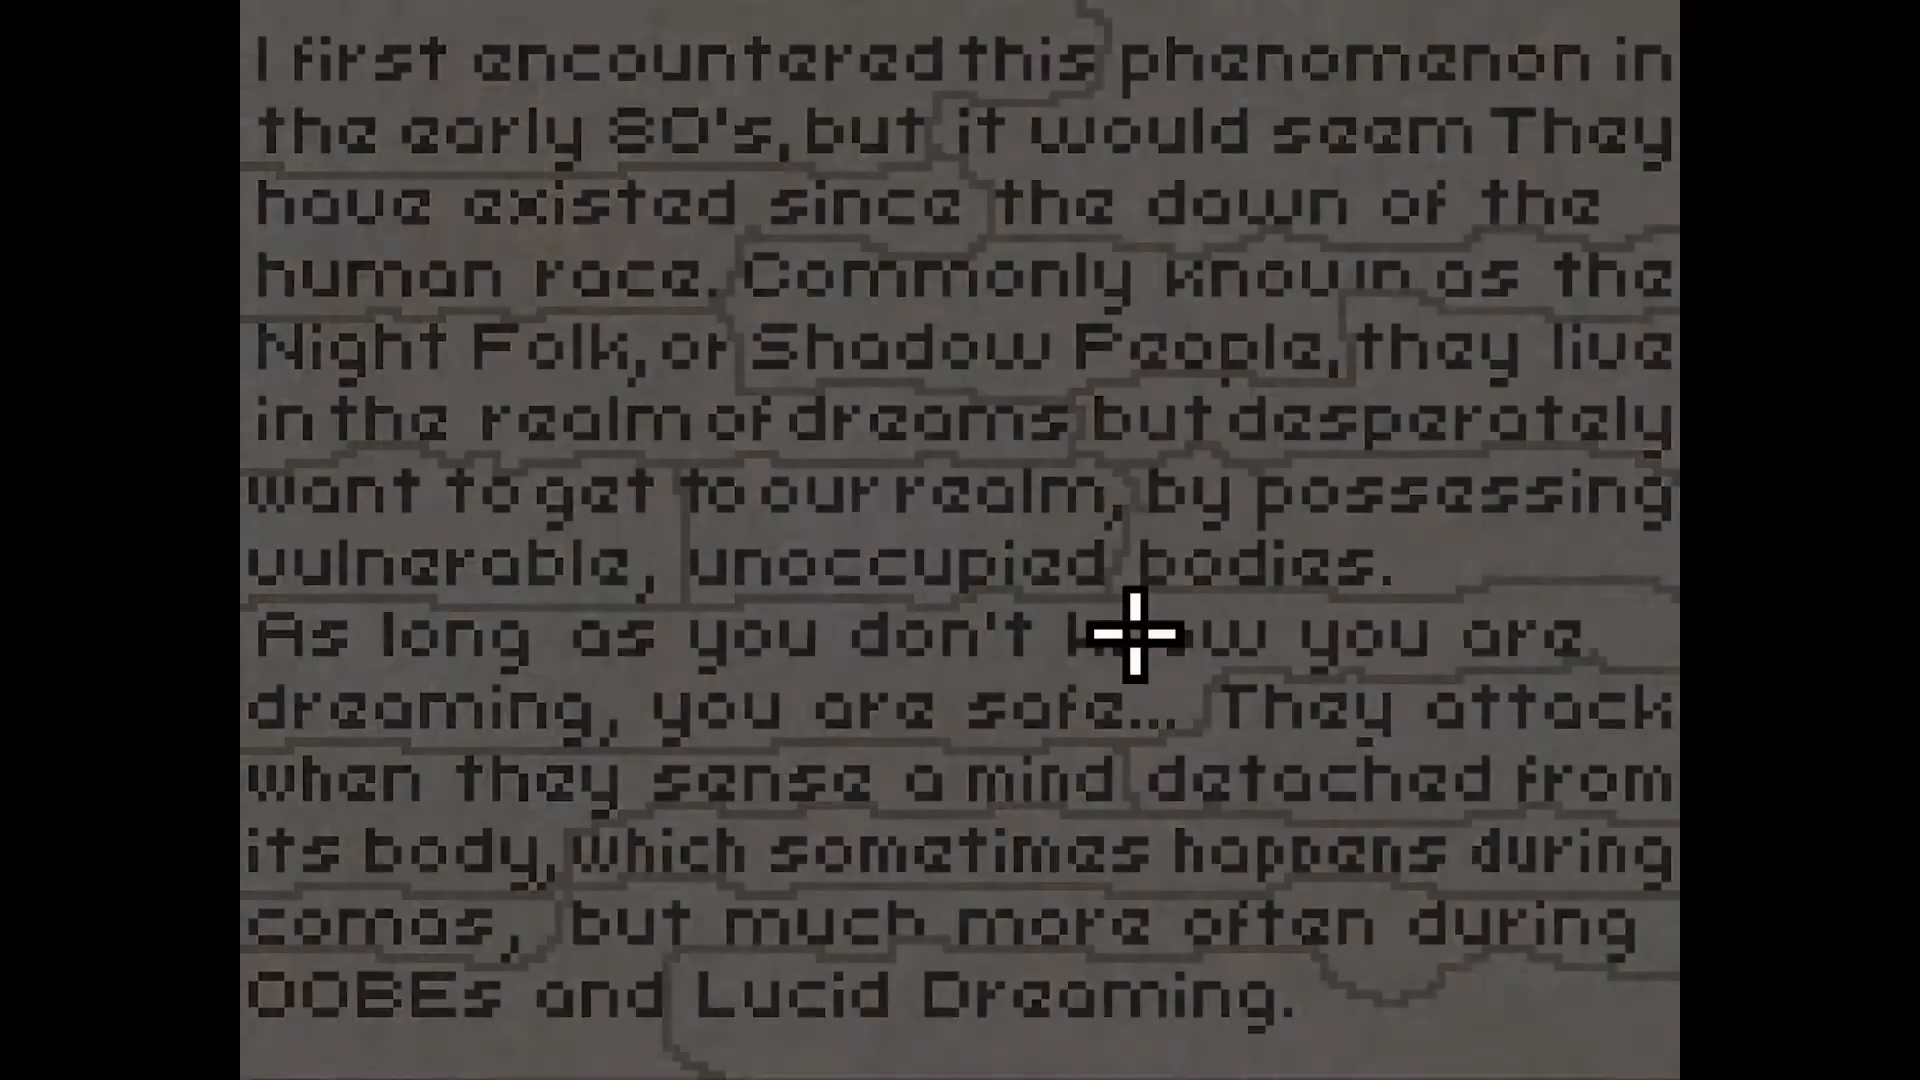 I first encountered this phenomenon in
the early 80's, but it would seem They
have existed since the dawn of the
human race. Commonly known as the
Night Folk, or Shadow People, they live
in the realm of dreams but desperately
want to get to our realm, by possessing
vulnerable, unoccupied bodies.
As long as you don't know you are
dreaming, you are safe... They attack
when they sense a mind detached from
its body, which sometimes happens during
comas, but much more often during
OOBEs and Lucid Dreaming.